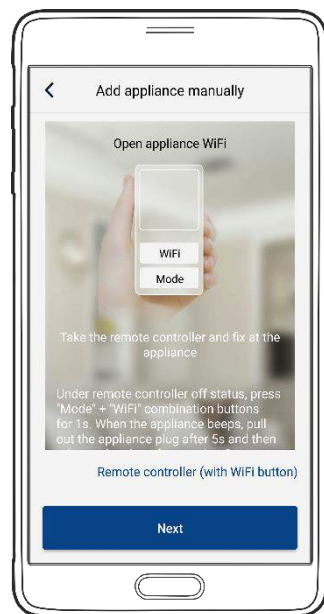 Add appliance manually
Open appliance WiFi
WiFi
Mode
Take the remote controller and fix at the
appliance
Under remote controller off status, press
"Mode" + "WiFi" combination buttons
for 1s. When the appliance beeps, pull
out the appliance plug after 5s and then
Remote controller (with WiFi button)
Next